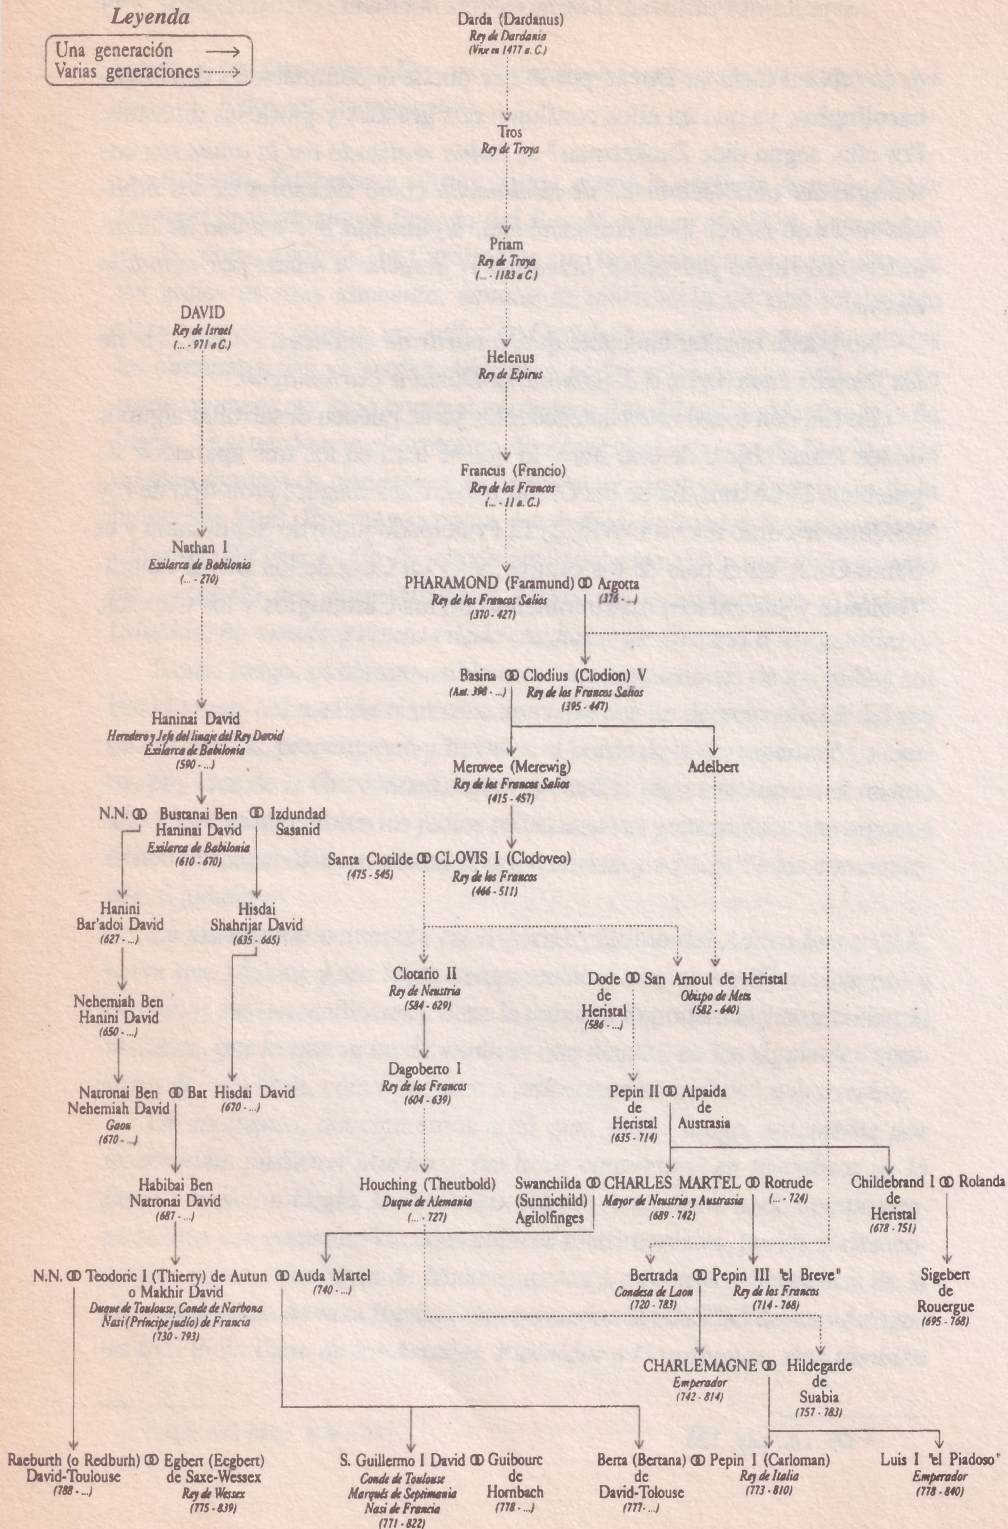 Leyenda
Una generación
Varias generaciones
Darda (Dardanus)
Rey de Dardania
(Vive en 1477 a. C.)
Tros
Rey de Troya
Priam
Rey de Troya
(... - 1183 a C.)
DAVID
Rey de Israel
(... - 971 a C.)
Helenus
Rey de Epirus
Francus (Francio)
Rey de los Francos
(... - 11 a. C.)
Nathan I
Exilarca de Babilonia
(... - 270)
PHARAMOND (Faramund) Argotta
Rey de los Francos Salios (376 - ...)
(370 - 427)
Basina Clodius (Clodion) V
(Ant. 398 - ...) Rey de los Francos Salios
(395 - 447)
Haninai David
Heredero y Jefe del linaje del Rey David
Exilarca de Babilonia
(590 - ...)
Merovee (Merewig) Adelbert
Rey de los Francos Salios
(415 - 457)
N.N. Bustanai Ben Izdundad
Haninai David Sasanid
Exilarca de Babilonia
(610 - 670)
Santa Clotilde CLOVIS I (Clodoveo)
(475 - 545) Rey de los Francos
(466 - 511)
Hanini Hisdai
Bar'adoi David Shahrijar David
(627 - ...) (635 - 665)
Clotario II
Rey de Neustria
(584 - 629)
Dode San Arnoul de Heristal
de Obispo de Metz
Heristal (582 - 640)
(586 - ...)
Nehemiah Ben
Hanini David
(650 - ...)
Dagoberto I
Rey de los Francos
(604 - 639)
Natronai Ben Bat Hisdai David
Nehemiah David (670 - ...)
Gaon
(670 - ...)
Pepin II Alpaida
de de
Heristal Austrasia
(635 - 714)
Habibai Ben
Natronai David
(687 - ...)
Houching (Theutbold)
Duque de Alemania
(... - 727)
Swanchilda CHARLES MARTEL Rotrude
(Sunnichild) Mayor de Neustria y Austrasia (... - 724)
Agilolfinges (689 - 742)
Childebrand I Rolanda
de
Heristal
(678 - 751)
N.N. Teodoric I (Thierry) de Autun Auda Martel
o Makhir David (740 - ...)
Duque de Toulouse, Conde de Narbona
Nasi (Príncipe judío) de Francia
(730 - 793)
Bertrada Pepin III "el Breve"
Condesa de Laon Rey de los Francos
(720 - 783) (714 - 768)
Sigebert
de
Rouergue
(695 - 768)
CHARLEMAGNE Hildegarde
Emperador de
(742 - 814) Suabia
(757 - 783)
Raeburth (o Redburh) Egbert (Ecgbert)
David-Toulouse de Saxe-Wessex
(788 - ...) Rey de Wessex
(775 - 839)
S. Guillermo I David Guibourc
Conde de Toulouse de
Marqués de Septimania Hornbach
Nasi de Francia (778 - ...)
(771 - 822)
Berta (Bertana) Pepin I (Carloman)
de Rey de Italia
David-Tolouse (773 - 810)
(777 - ...)
Luis I "el Piadoso"
Emperador
(778 - 840)